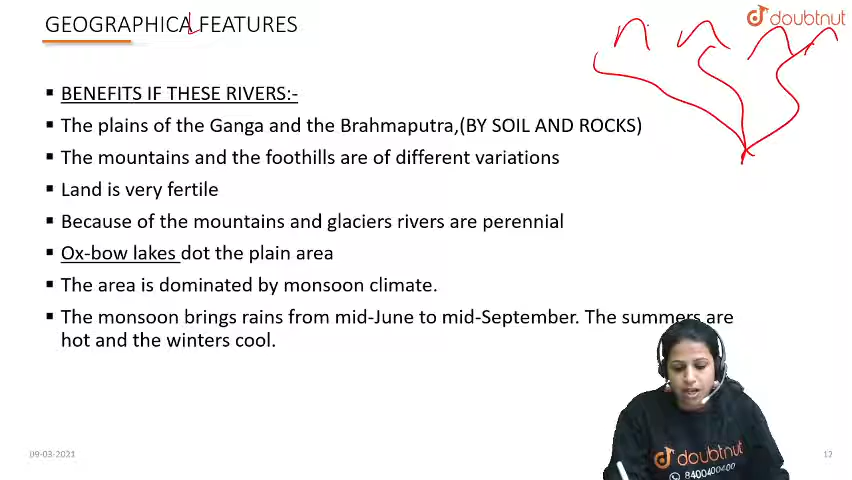 GEOGRAPHICAL FEATURES
doubtnut
▪ BENEFITS IF THESE RIVERS:-
▪ The plains of the Ganga and the Brahmaputra,(BY SOIL AND ROCKS)
▪ The mountains and the foothills are of different variations
▪ Land is very fertile
▪ Because of the mountains and glaciers rivers are perennial
▪ Ox-bow lakes dot the plain area
▪ The area is dominated by monsoon climate.
▪ The monsoon brings rains from mid-June to mid-September. The summers are
hot and the winters cool.
doubtnut
8400400400
09-03-2021
12